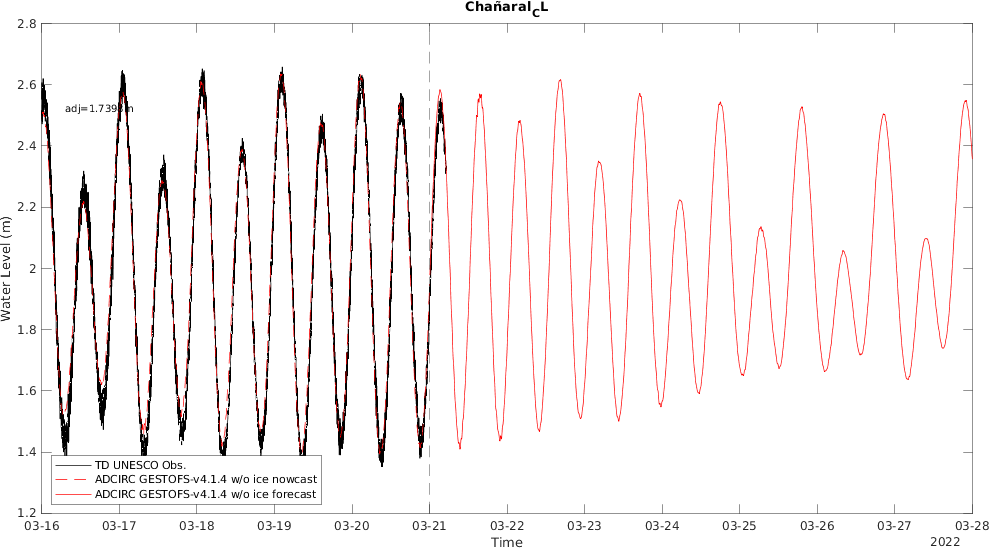 Chañaral_CL
2.8
2.6
2.4
2.2
2
1.8
1.6
1.4
1.2
Water Level (m)
adj=1.7398 m
TD UNESCO Obs.
ADCIRC GESTOFS-v4.1.4 w/o ice nowcast
ADCIRC GESTOFS-v4.1.4 w/o ice forecast
03-16 03-17 03-18 03-19 03-20 03-21 03-22 03-23 03-24 03-25 03-26 03-27 03-28
Time
2022